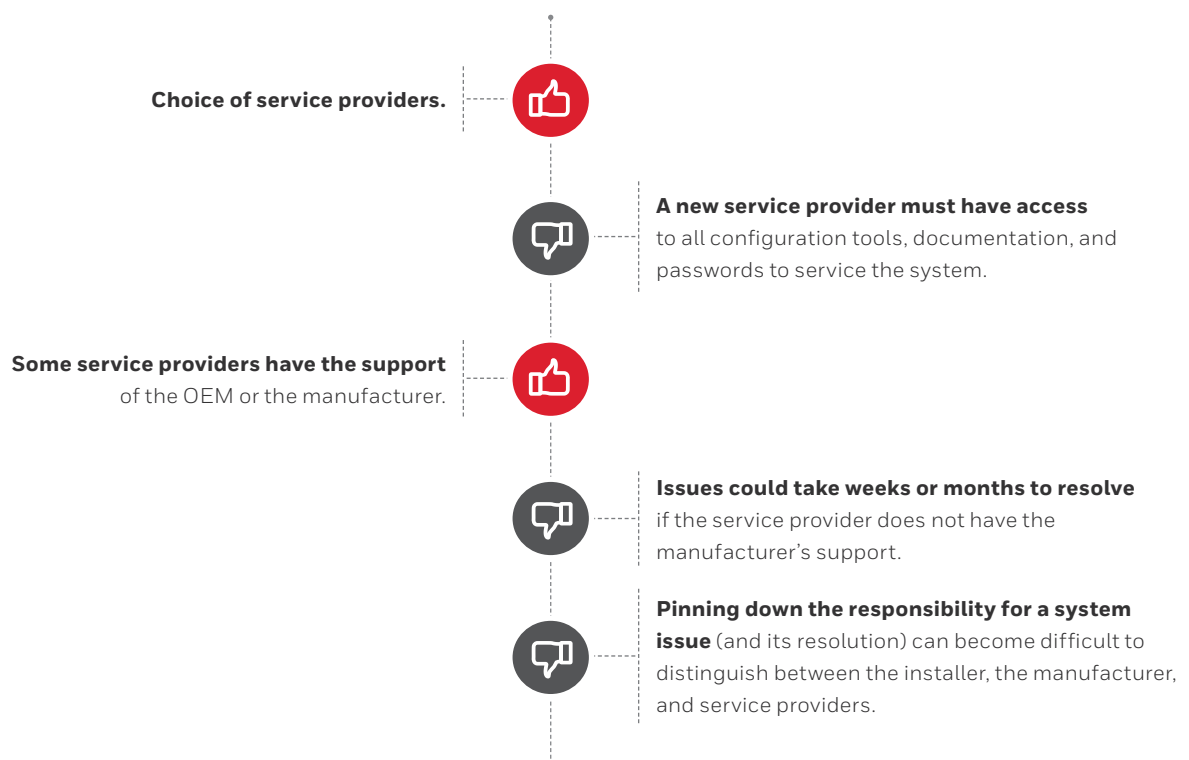 Choice of service providers.
A new service provider must have access
to all configuration tools, documentation, and
passwords to service the system.
Some service providers have the support
of the OEM or the manufacturer.
Issues could take weeks or months to resolve
if the service provider does not have the
manufacturer’s support.
Pinning down the responsibility for a system
issue (and its resolution) can become difficult to
distinguish between the installer, the manufacturer,
and service providers.